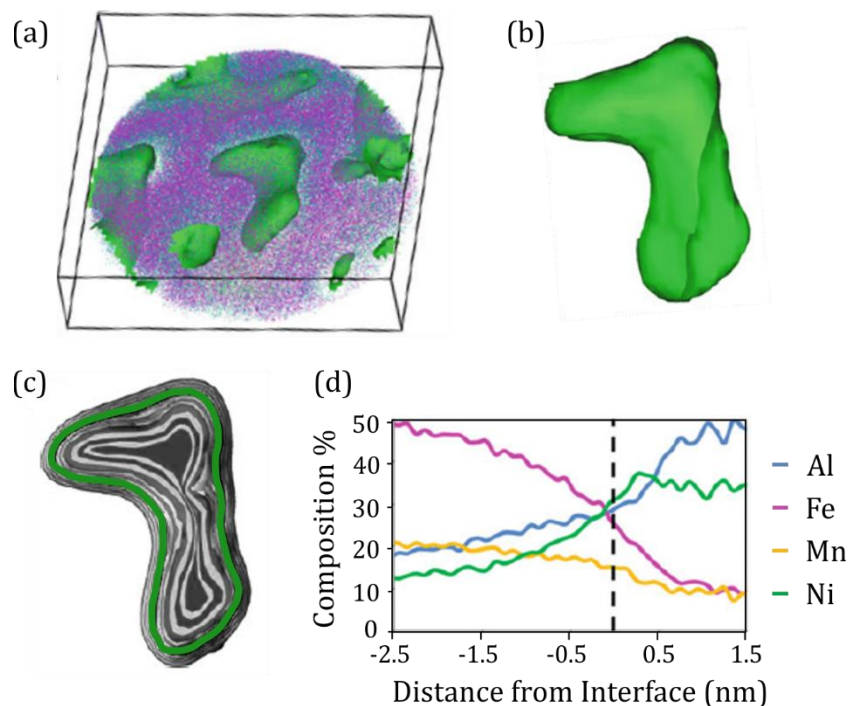 (a)
(b)
(c)
(d)
Composition %
50
40
30
20
10
0
-2.5
-1.5
-0.5
0.5
1.5
Distance from Interface (nm)
Al
Fe
Mn
Ni